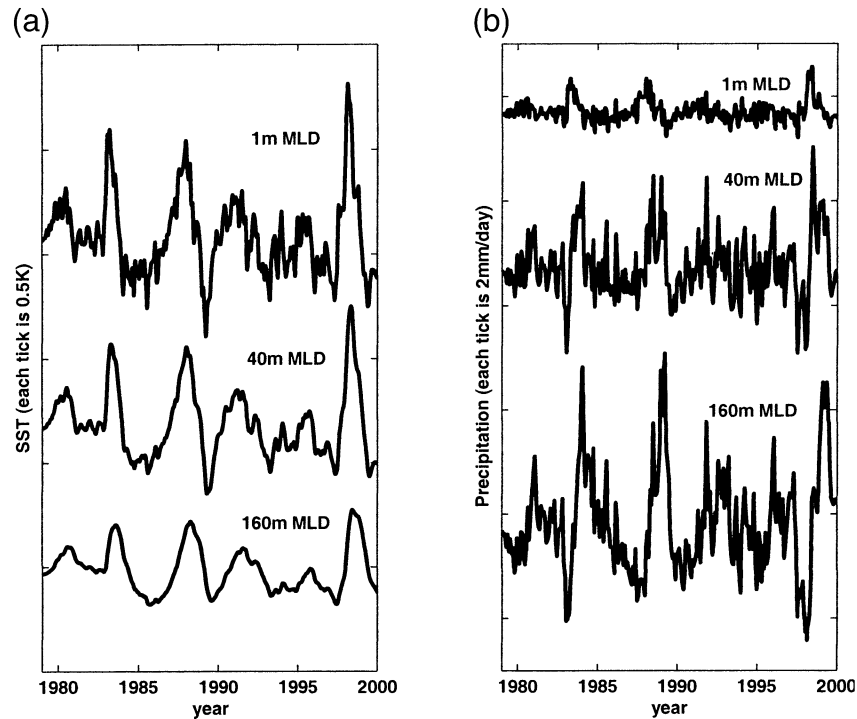 (a)
SST (each tick is 0.5K)
1m MLD
40m MLD
160m MLD
1980 1985 1990 1995 2000
year
(b)
Precipitation (each tick is 2mm/day)
1m MLD
40m MLD
160m MLD
1980 1985 1990 1995 2000
year